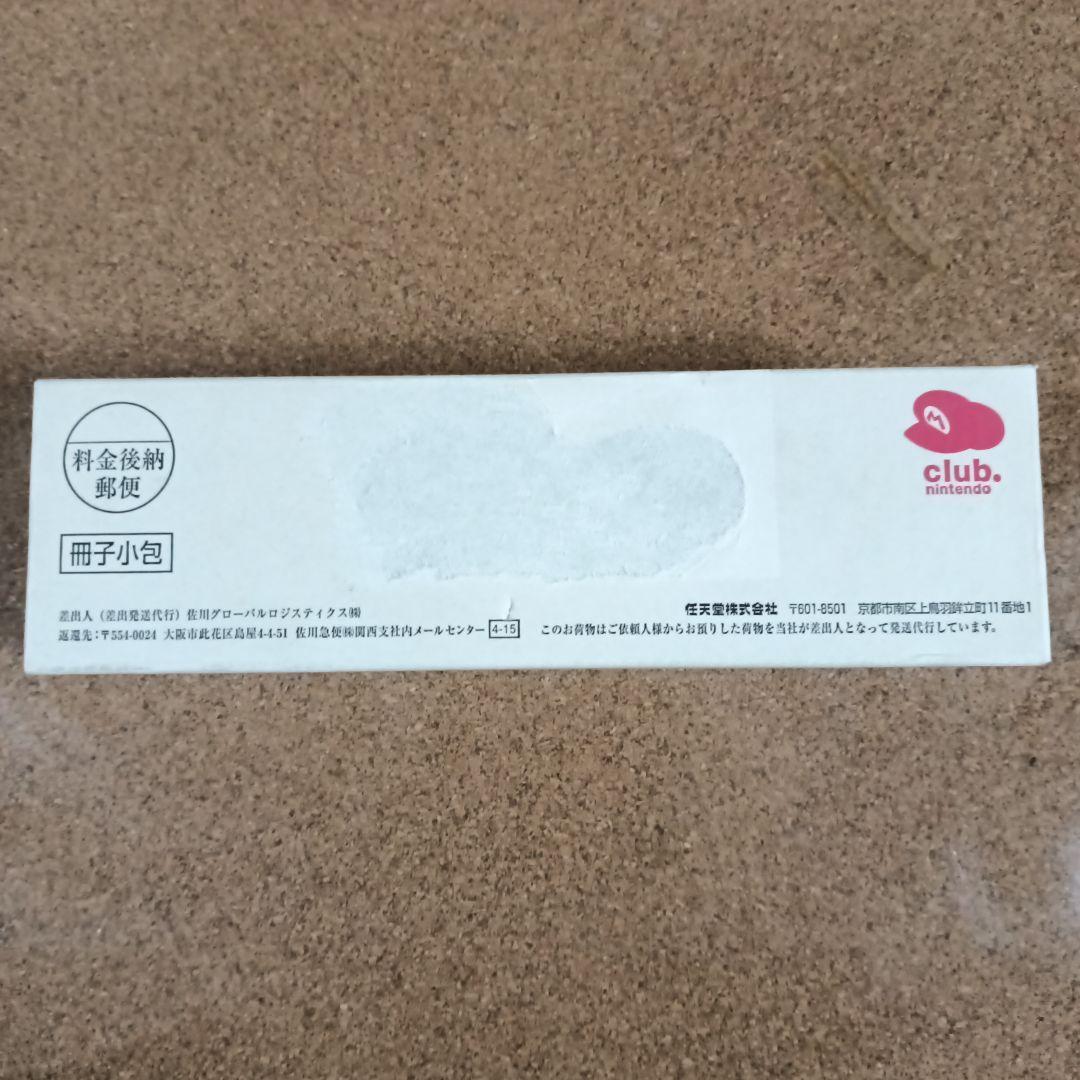 料金後納
郵便
冊子小包
M
club.
nintendo
差出人（差出発送代行）佐川グローバルロジスティクス㈱
返還先：〒554-0024 大阪市此花区島屋4-4-51 佐川急便㈱関西支社内メールセンター 4-15
任天堂株式会社 〒601-8501 京都市南区上鳥羽鉾立町11番地1
このお荷物はご依頼人様からお預りした荷物を当社が差出人となって発送代行しています。